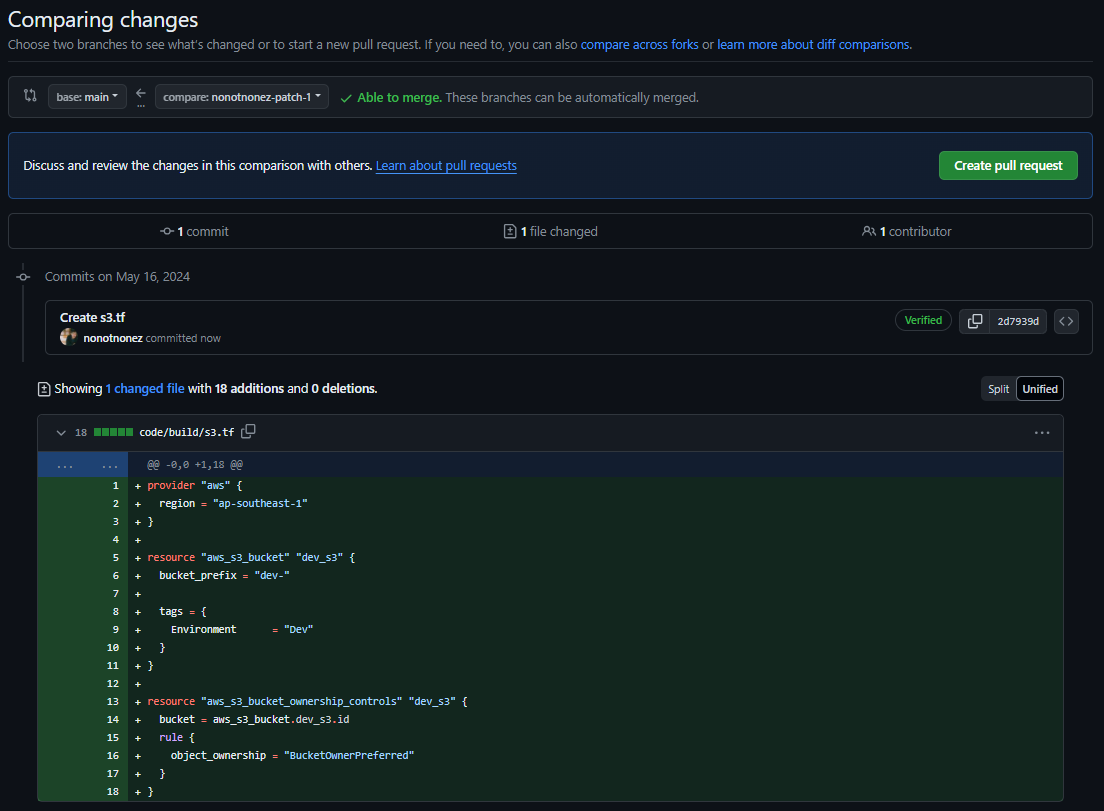 Comparing changes
Choose two branches to see what's changed or to start a new pull request. If you need to, you can also compare across forks or learn more about diff comparisons.
base: main ... compare: nonotnonez-patch-1 Able to merge. These branches can be automatically merged.
Discuss and review the changes in this comparison with others. Learn about pull requests Create pull request
1 commit 1 file changed 1 contributor
Commits on May 16, 2024
Create s3.tf
nonotnonez committed now
Verified 2d7939d
Showing 1 changed file with 18 additions and 0 deletions. Split Unified
18 code/build/s3.tf ...
... ... @@ -0,0 +1,18 @@
1 + provider "aws" {
2 +   region = "ap-southeast-1"
3 + }
4 +
5 + resource "aws_s3_bucket" "dev_s3" {
6 +   bucket_prefix = "dev-"
7 +
8 +   tags = {
9 +     Environment      = "Dev"
10 +   }
11 + }
12 +
13 + resource "aws_s3_bucket_ownership_controls" "dev_s3" {
14 +   bucket = aws_s3_bucket.dev_s3.id
15 +   rule {
16 +     object_ownership = "BucketOwnerPreferred"
17 +   }
18 + }